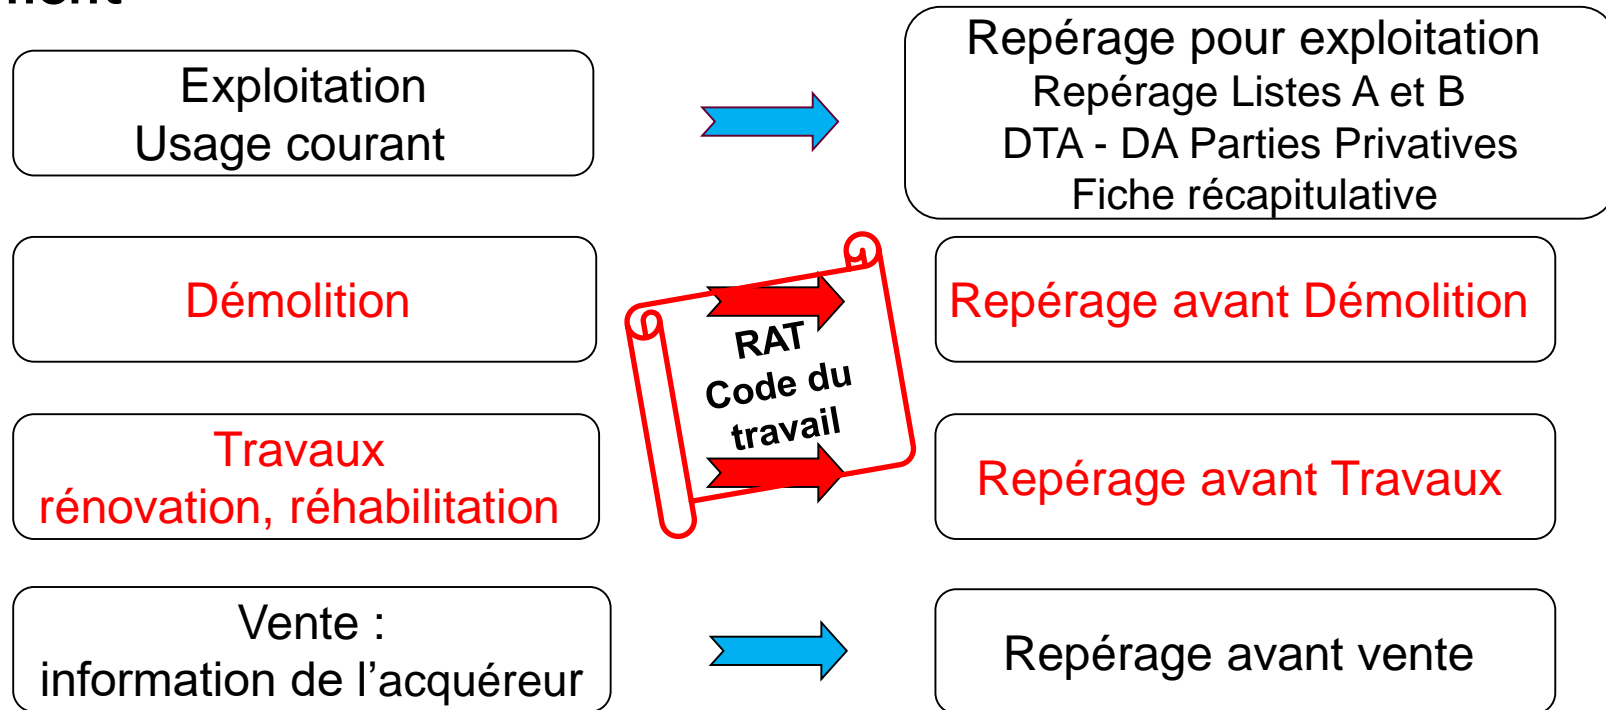 Exploitation
Usage courant
Repérage pour exploitation
Repérage Listes A et B
DTA - DA Parties Privatives
Fiche récapitulative
Démolition
RAT
Code du
travail
Repérage avant Démolition
Travaux
rénovation, réhabilitation
Repérage avant Travaux
Vente :
information de l’acquéreur
Repérage avant vente